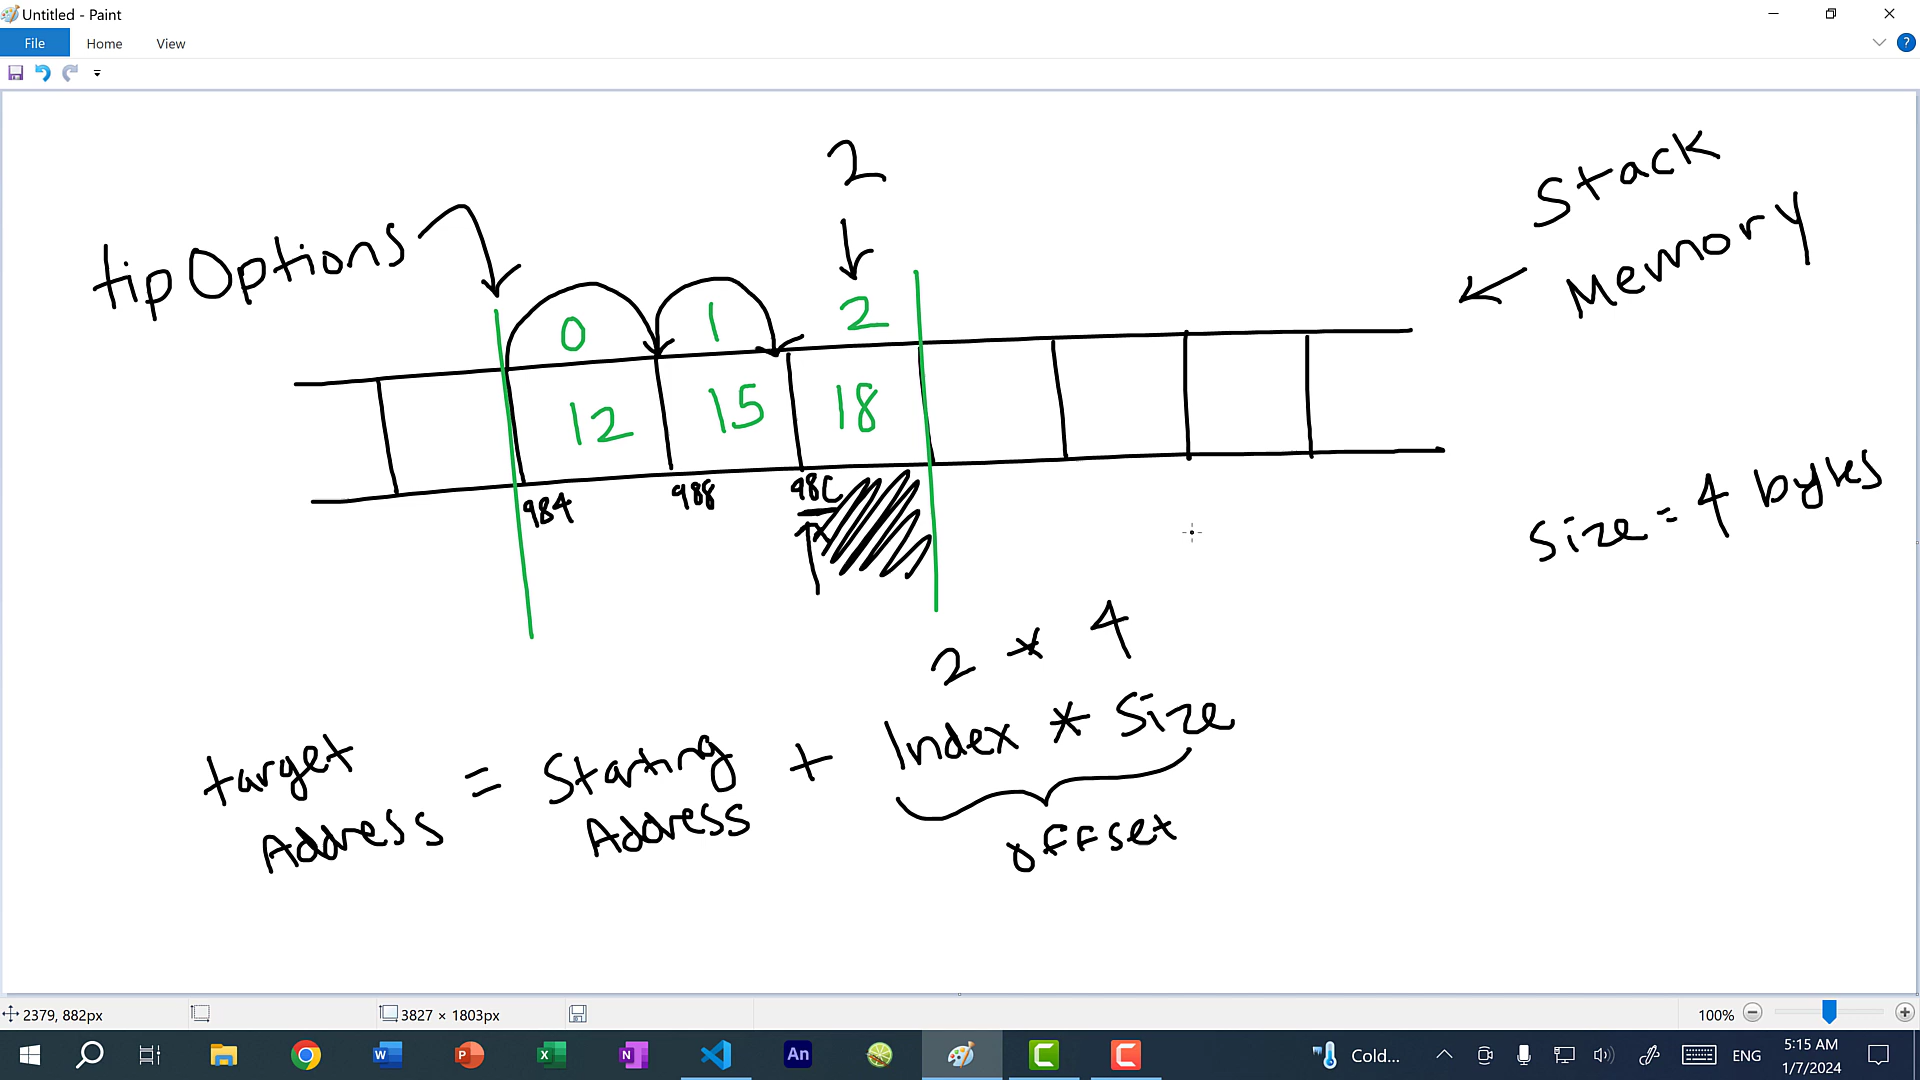 Untitled - Paint
File Home View
2
Stack
Memory
tipOptions
0 1 2
12 15 18
984 988 98C
Size = 4 bytes
2 * 4
target
Address = Starting
Address + Index * Size
offset
2379, 882px 3827 × 1803px 100%
Cold... ENG 5:15 AM
1/7/2024